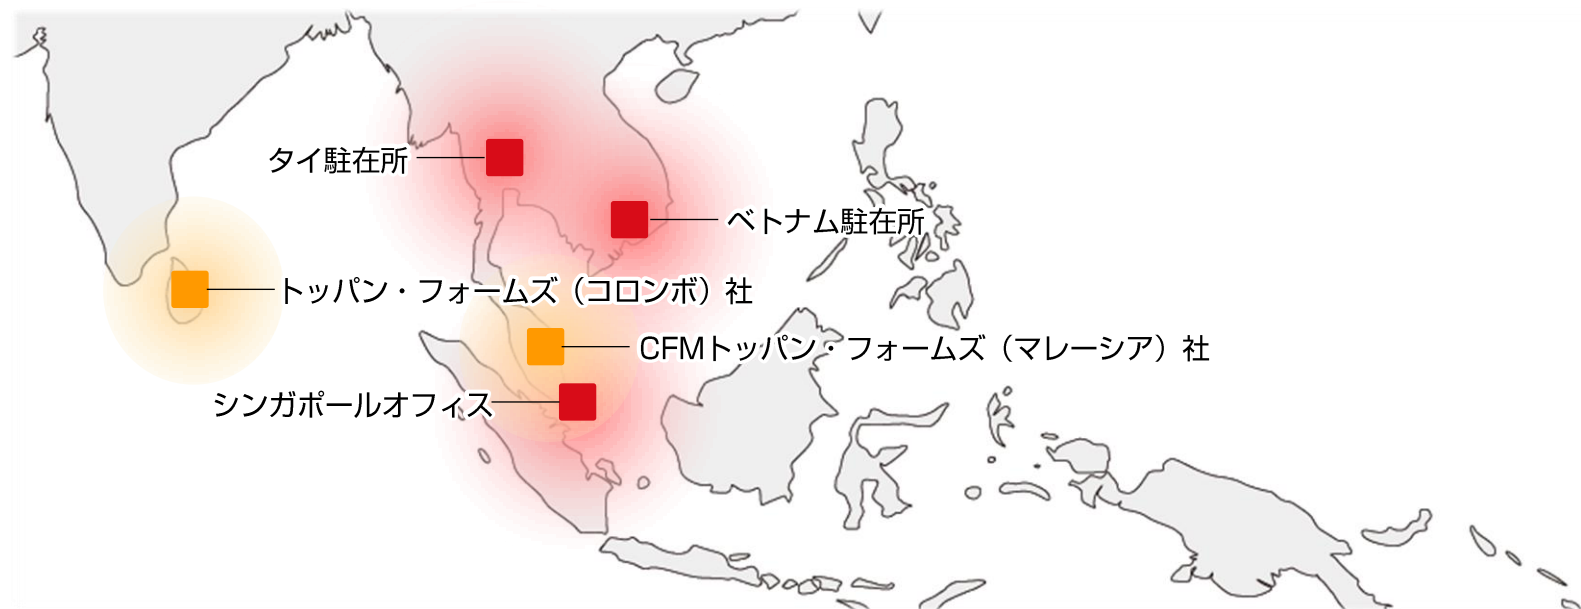 タイ駐在所
ベトナム駐在所
トッパン・フォームズ（コロンボ）社
CFMトッパン・フォームズ（マレーシア）社
シンガポールオフィス